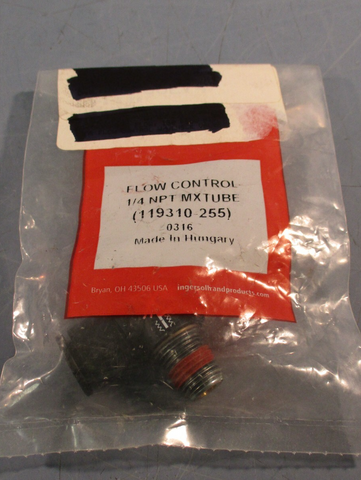 FLOW CONTROL
1/4 NPT MXTUBE
(119310-255)
0316
Made In Hungary
Bryan, OH 43506 USA ingersollrandproducts.com